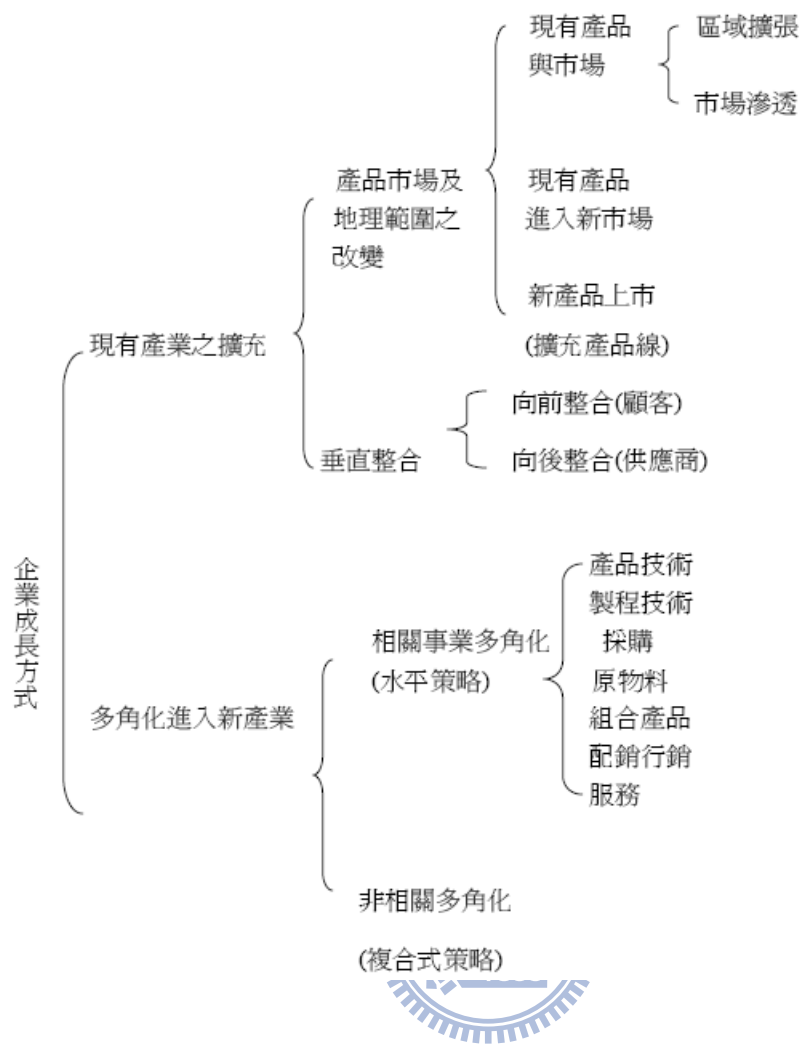 企業成長方式
現有產業之擴充
產品市場及
地理範圍之
改變
現有產品
與市場
區域擴張
市場滲透
現有產品
進入新市場
新產品上市
(擴充產品線)
垂直整合
向前整合(顧客)
向後整合(供應商)
多角化進入新產業
相關事業多角化
(水平策略)
產品技術
製程技術
採購
原物料
組合產品
配銷行銷
服務
非相關多角化
(複合式策略)